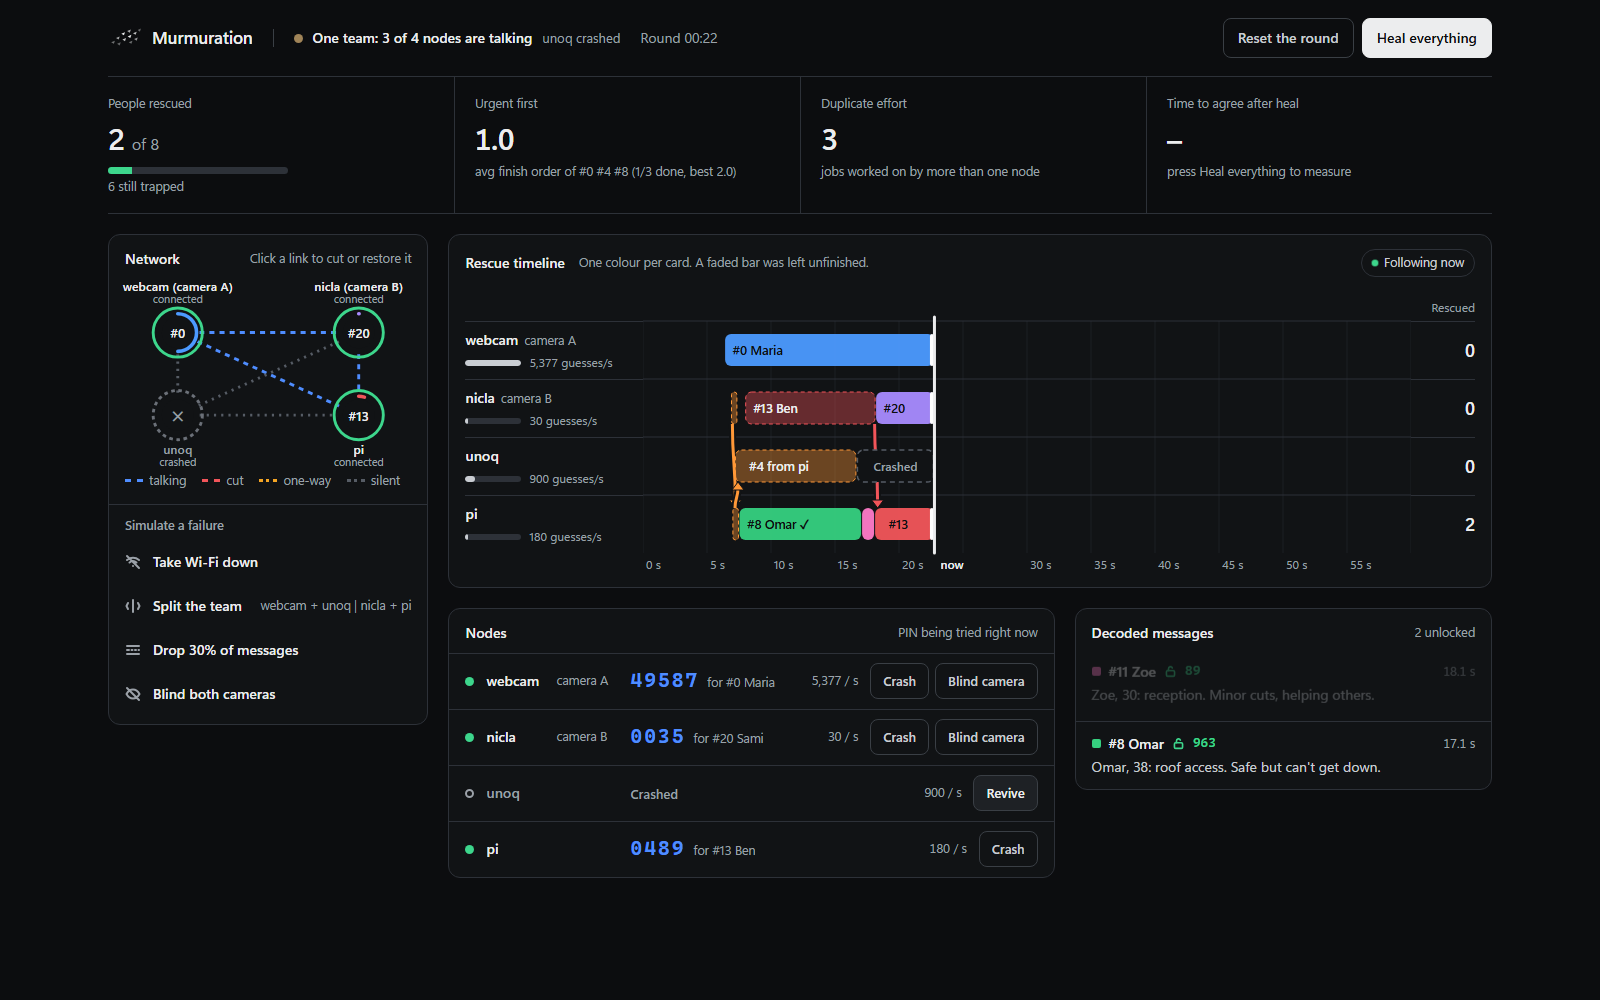 Murmuration
One team: 3 of 4 nodes are talking unoq crashed Round 00:22
Reset the round
Heal everything
People rescued
2 of 8
6 still trapped
Urgent first
1.0
avg finish order of #0 #4 #8 (1/3 done, best 2.0)
Duplicate effort
3
jobs worked on by more than one node
Time to agree after heal
–
press Heal everything to measure
Network
Click a link to cut or restore it
webcam (camera A)
connected
#0
nicla (camera B)
connected
#20
unoq
crashed
#13
pi
connected
talking cut one-way silent
Simulate a failure
Take Wi-Fi down
Split the team webcam + unoq | nicla + pi
Drop 30% of messages
Blind both cameras
Rescue timeline One colour per card. A faded bar was left unfinished.
Following now
Rescued
webcam camera A
5,377 guesses/s
#0 Maria
0
nicla camera B
30 guesses/s
#13 Ben
#20
0
unoq
900 guesses/s
#4 from pi
Crashed
0
pi
180 guesses/s
#8 Omar ✓
#13
2
0 s 5 s 10 s 15 s 20 s now 30 s 35 s 40 s 45 s 50 s 55 s
Nodes
PIN being tried right now
webcam camera A 49587 for #0 Maria 5,377 / s Crash Blind camera
nicla camera B 0035 for #20 Sami 30 / s Crash Blind camera
unoq Crashed 900 / s Revive
pi 0489 for #13 Ben 180 / s Crash
Decoded messages
2 unlocked
#11 Zoe 89 18.1 s
Zoe, 30: reception. Minor cuts, helping others.
#8 Omar 963 17.1 s
Omar, 38: roof access. Safe but can't get down.